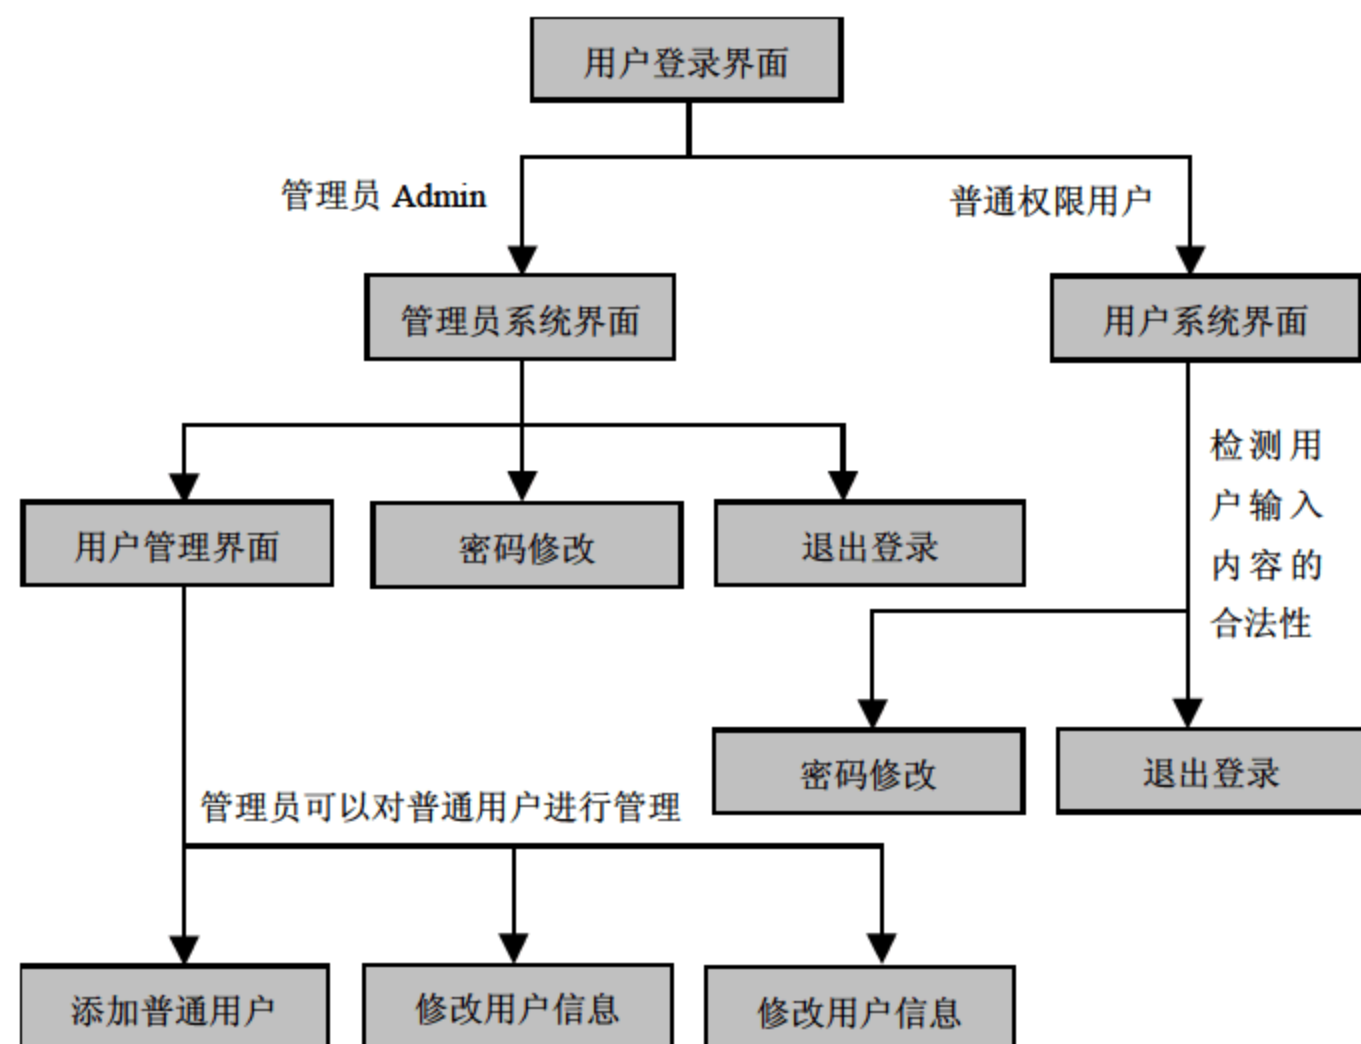 用户登录界面
管理员 Admin
普通权限用户
管理员系统界面
用户系统界面
检测用
户输入
内容的
合法性
用户管理界面
密码修改
退出登录
密码修改
退出登录
管理员可以对普通用户进行管理
添加普通用户
修改用户信息
修改用户信息